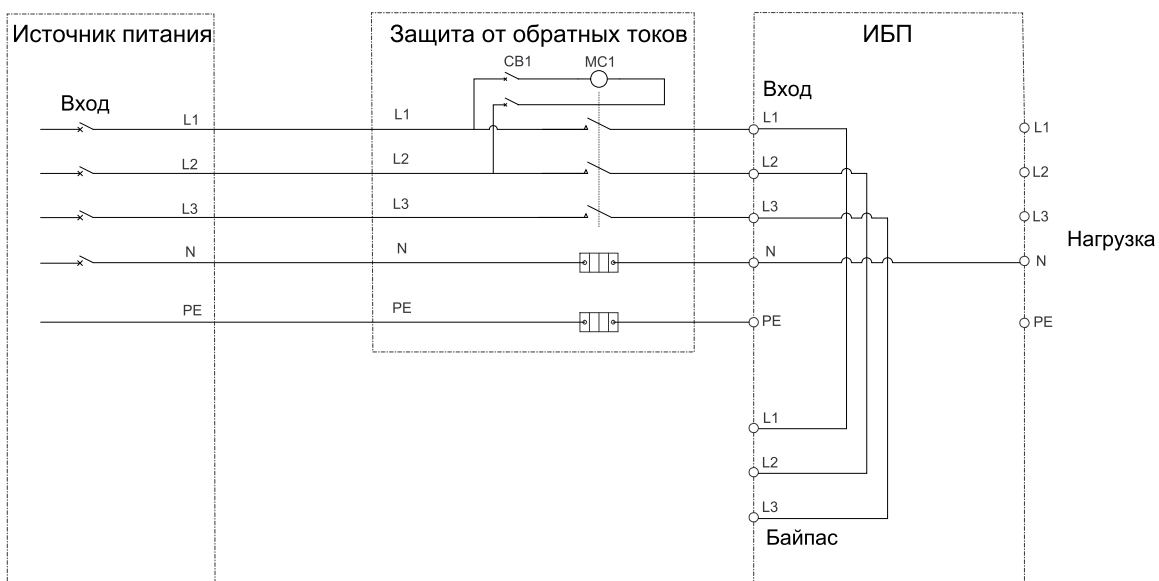 Источник питания
Защита от обратных токов
ИБП
CB1
MC1
Вход
Вход
L1
L1
L1
L1
L2
L2
L2
L2
L3
L3
L3
L3
Нагрузка
N
N
N
N
PE
PE
PE
PE
L1
L2
L3
Байпас